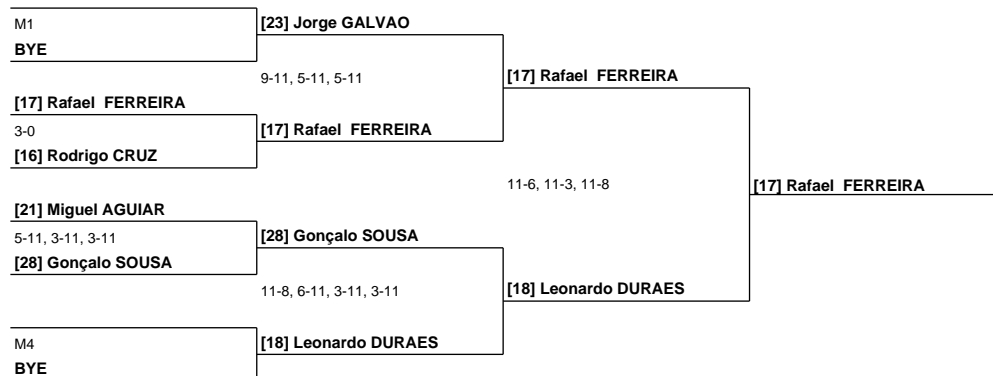 M1
BYE
[23] Jorge GALVAO
9-11, 5-11, 5-11
[17] Rafael  FERREIRA
[17] Rafael  FERREIRA
3-0
[16] Rodrigo CRUZ
[17] Rafael  FERREIRA
11-6, 11-3, 11-8
[17] Rafael  FERREIRA
[21] Miguel AGUIAR
5-11, 3-11, 3-11
[28] Gonçalo SOUSA
[28] Gonçalo SOUSA
11-8, 6-11, 3-11, 3-11
[18] Leonardo DURAES
M4
BYE
[18] Leonardo DURAES